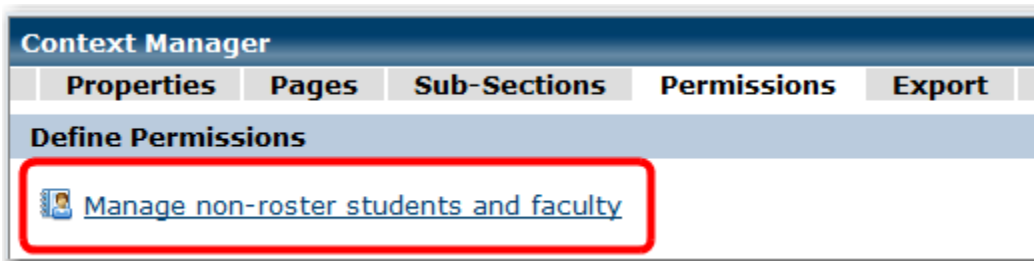 Context Manager
Properties Pages Sub-Sections Permissions Export
Define Permissions
Manage non-roster students and faculty